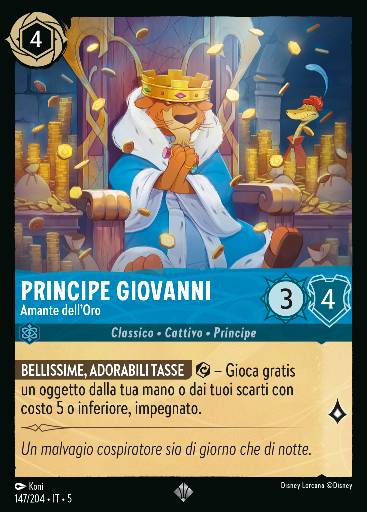 4
PRINCIPE GIOVANNI
Amante dell'Oro
3
4
Classico • Cattivo • Principe
BELLISSIME, ADORABILI TASSE – Gioca gratis
un oggetto dalla tua mano o dai tuoi scarti con
costo 5 o inferiore, impegnato.
Un malvagio cospiratore sia di giorno che di notte.
Koni
Disney Lorcana ©Disney
147/204 • IT • 5